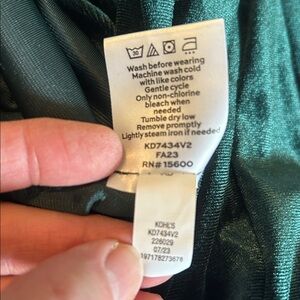 30
Wash before wearing
Machine wash cold
with like colors
Gentle cycle
Only non-chlorine
bleach when
needed
Tumble dry low
Remove promptly
Lightly steam iron if needed
KD7434V2
FA23
RN# 15600
KOHL'S
KD7434V2
226029
07/23
197178273678